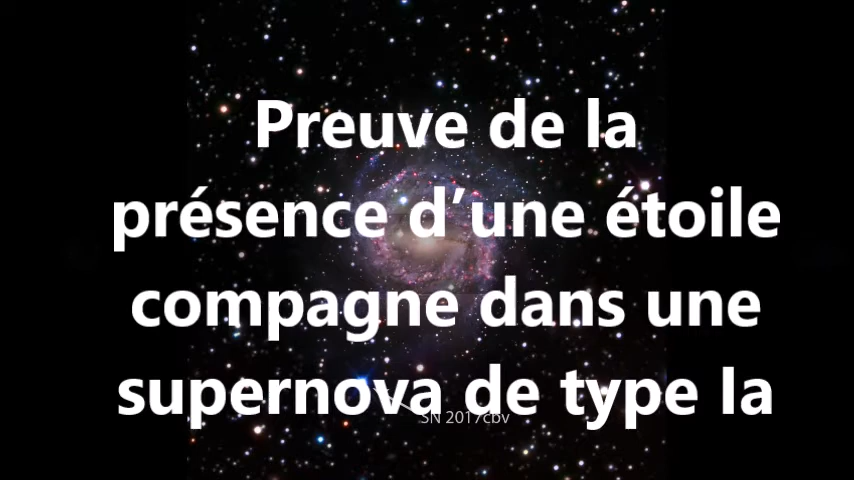 Preuve de la
présence d’une étoile
compagne dans une
supernova de type Ia
SN 2017cbv